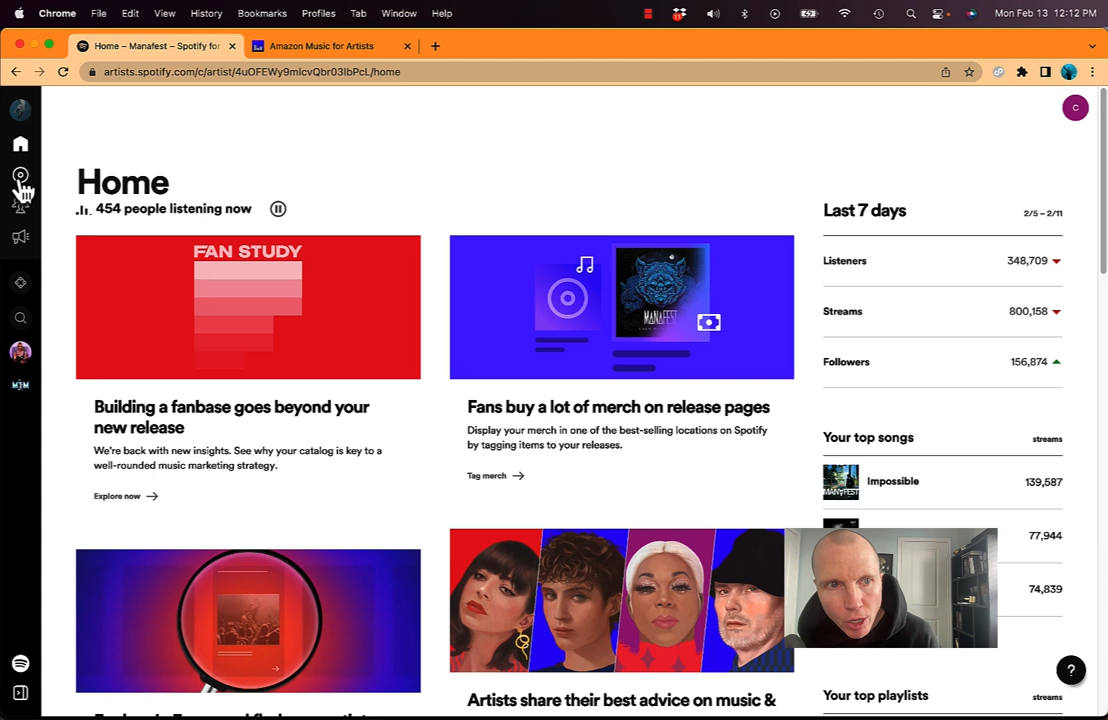 Chrome File Edit View History Bookmarks Profiles Tab Window Help
Mon Feb 13 12:12 PM
Home – Manafest – Spotify for
Amazon Music for Artists
artists.spotify.com/c/artist/4uOFEWy9mIcvQbr03IbPcL/home
C
Home
454 people listening now
FAN STUDY
MANAFEST
Building a fanbase goes beyond your
new release
We're back with new insights. See why your catalog is key to a
well-rounded music marketing strategy.
Explore now
Fans buy a lot of merch on release pages
Display your merch in one of the best-selling locations on Spotify
by tagging items to your releases.
Tag merch
Artists share their best advice on music &
Last 7 days 2/5 – 2/11
Listeners 348,709
Streams 800,158
Followers 156,874
Your top songs streams
MANAFEST
Impossible 139,587
77,944
74,839
Your top playlists streams
?